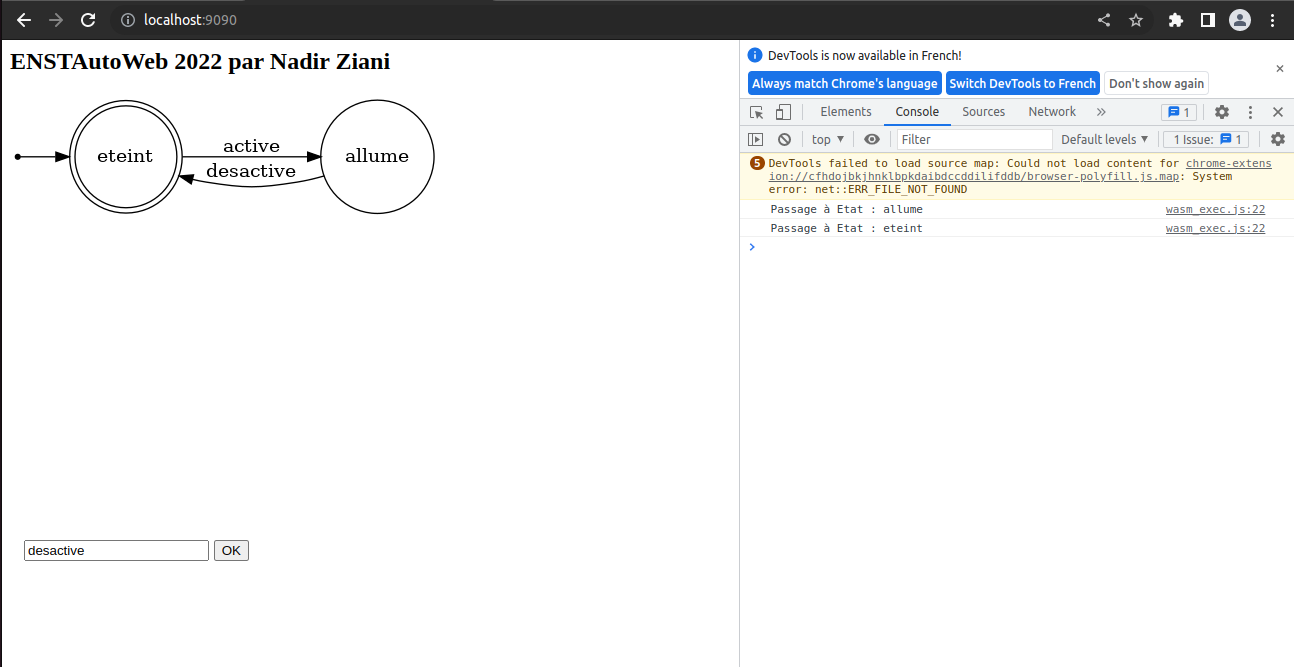 localhost:9090
ENSTAutoWeb 2022 par Nadir Ziani
eteint
active
desactive
allume
desactive
OK
DevTools is now available in French!
Always match Chrome's language
Switch DevTools to French
Don't show again
Elements
Console
Sources
Network
1
top
Filter
Default levels
1 Issue:
1
5
DevTools failed to load source map: Could not load content for chrome-extens
ion://cfhdojbkjhnklbpkdaibdccddilifddb/browser-polyfill.js.map: System
error: net::ERR_FILE_NOT_FOUND
Passage à Etat : allume
wasm_exec.js:22
Passage à Etat : eteint
wasm_exec.js:22